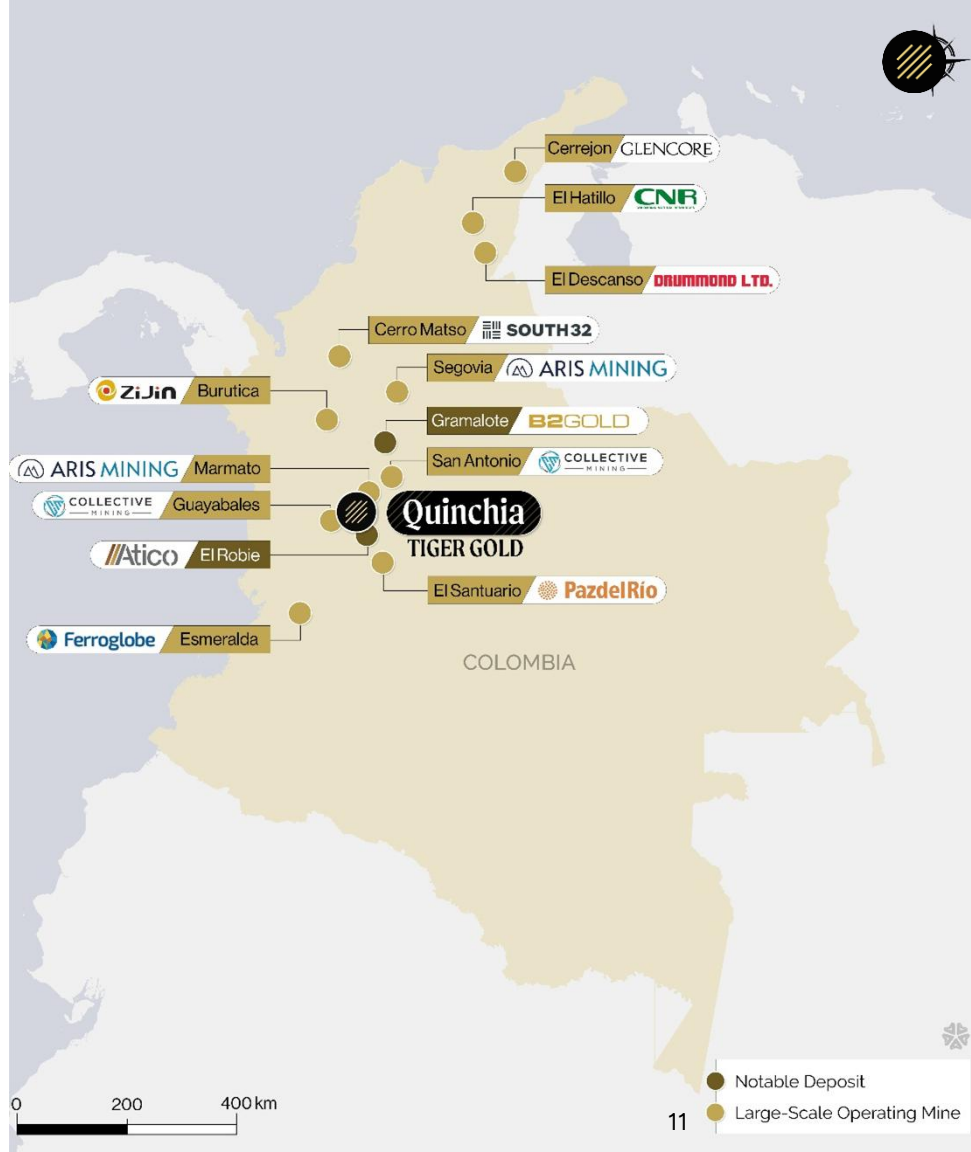 Cerrejon GLENCORE
El Hatillo CNR
El Descanso DRUMMOND LTD.
Cerro Matso SOUTH32
Segovia ARIS MINING
ZiJin Burutica
Gramalote B2GOLD
ARIS MINING Marmato
San Antonio COLLECTIVE
MINING
COLLECTIVE
MINING
Guayabales
Quinchia
TIGER GOLD
Atico El Robie
El Santuario PazdelRío
Ferroglobe Esmeralda
COLOMBIA
Notable Deposit
Large-Scale Operating Mine
0 200 400 km
11